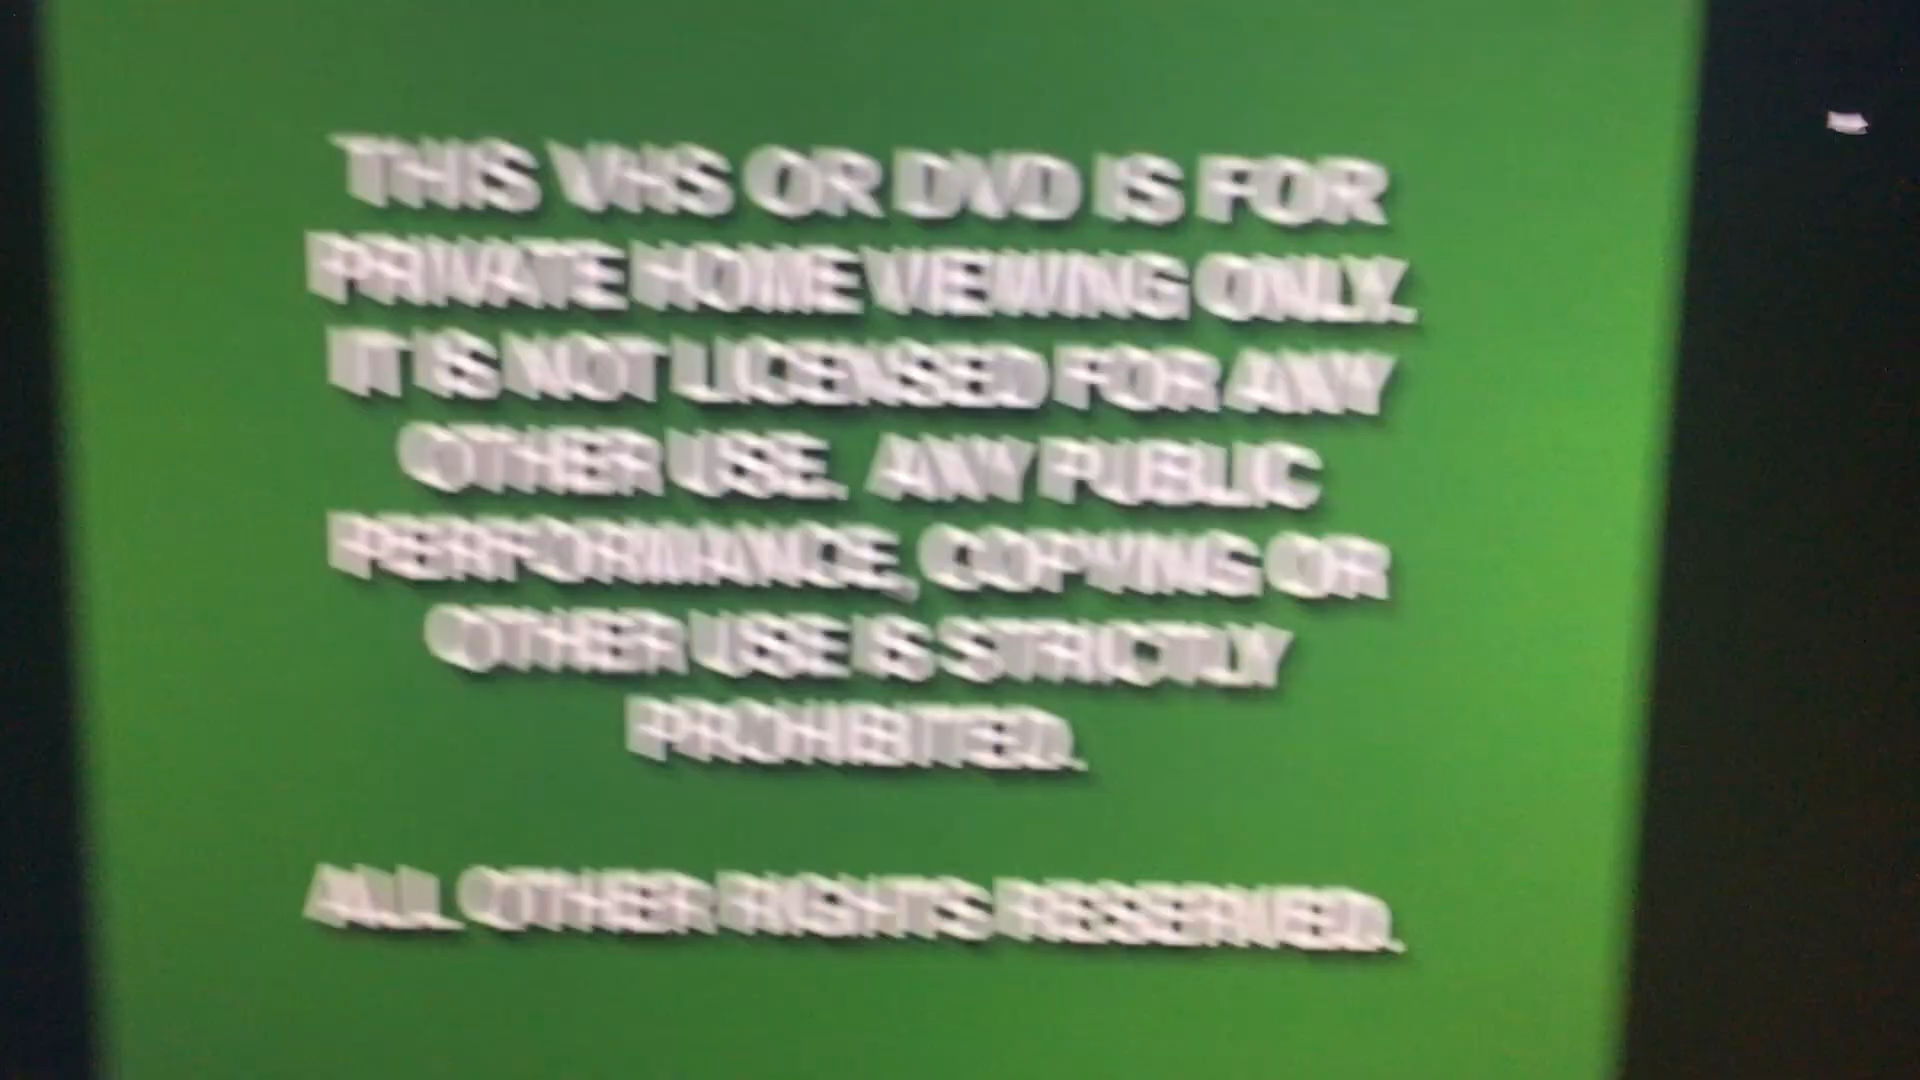 THIS VHS OR DVD IS FOR
PRIVATE HOME VIEWING ONLY.
IT IS NOT LICENSED FOR ANY
OTHER USE. ANY PUBLIC
PERFORMANCE, COPYING OR
OTHER USE IS STRICTLY
PROHIBITED.
ALL OTHER RIGHTS RESERVED.